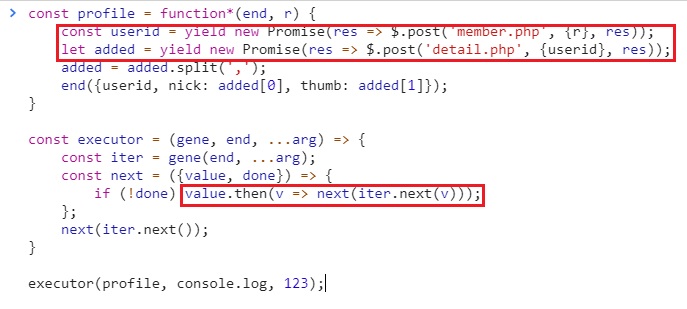 const profile = function*(end, r) {
const userid = yield new Promise(res => $.post('member.php', {r}, res));
let added = yield new Promise(res => $.post('detail.php', {userid}, res));
added = added.split(',');
end({userid, nick: added[0], thumb: added[1]});
}
const executor = (gene, end, ...arg) => {
const iter = gene(end, ...arg);
const next = ({value, done}) => {
if (!done) value.then(v => next(iter.next(v)));
};
next(iter.next());
}
executor(profile, console.log, 123);